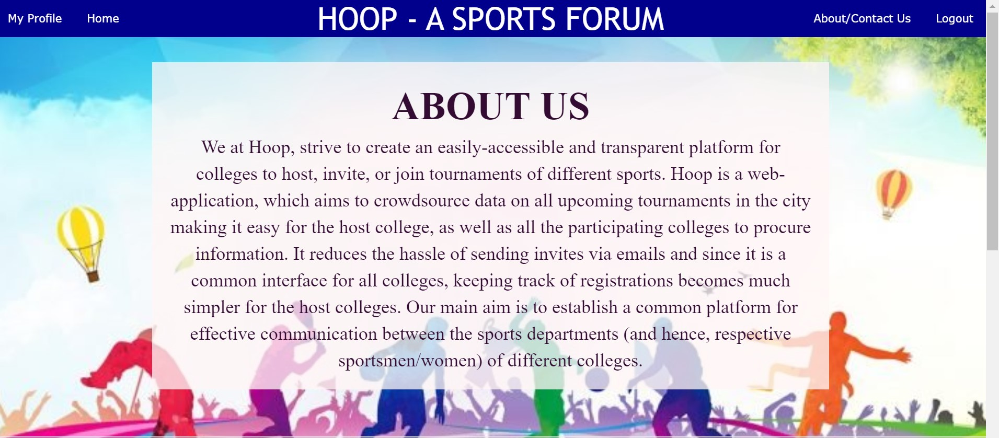 My Profile Home HOOP - A SPORTS FORUM About/Contact Us Logout
ABOUT US
We at Hoop, strive to create an easily-accessible and transparent platform for
colleges to host, invite, or join tournaments of different sports. Hoop is a web-
application, which aims to crowdsource data on all upcoming tournaments in the city
making it easy for the host college, as well as all the participating colleges to procure
information. It reduces the hassle of sending invites via emails and since it is a
common interface for all colleges, keeping track of registrations becomes much
simpler for the host colleges. Our main aim is to establish a common platform for
effective communication between the sports departments (and hence, respective
sportsmen/women) of different colleges.